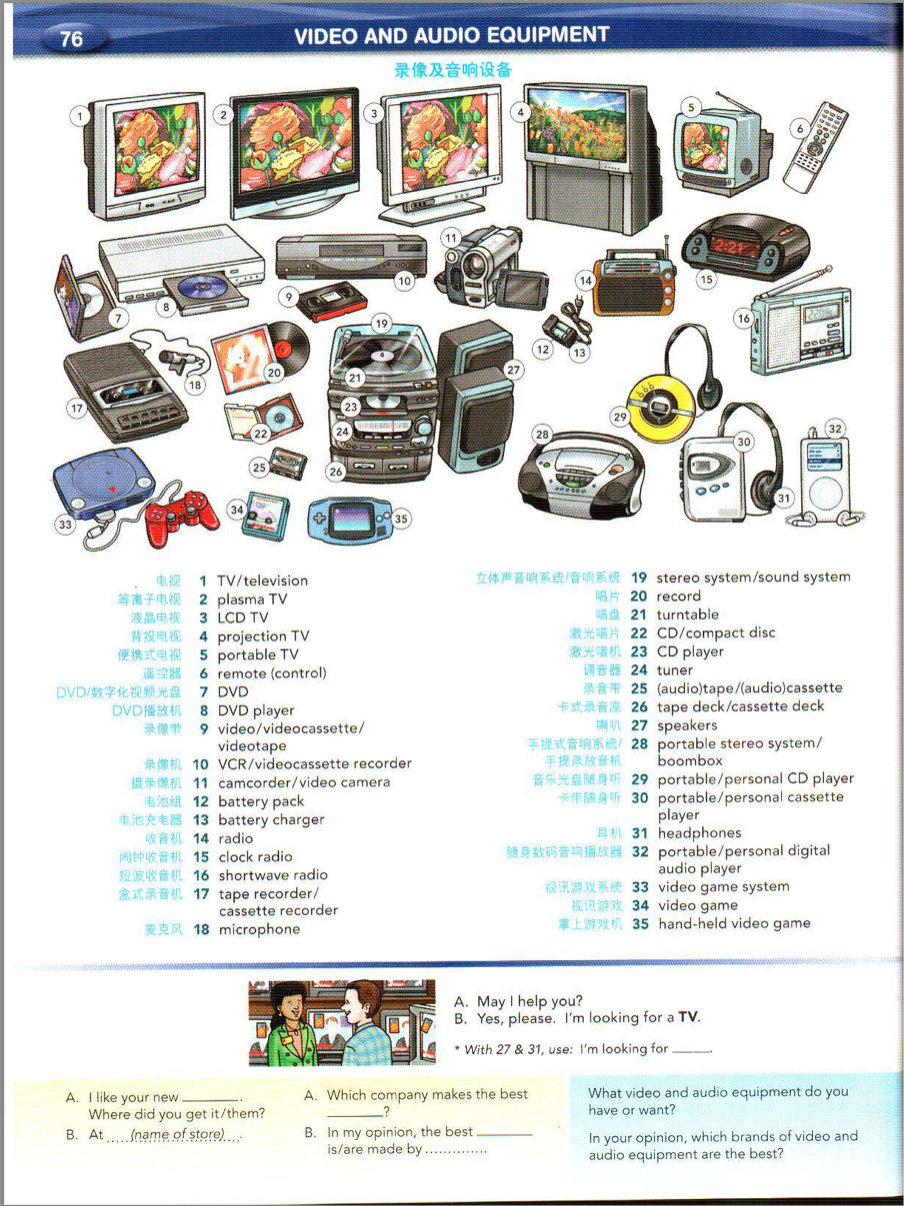 76
VIDEO AND AUDIO EQUIPMENT
录像及音响设备
1
2
3
4
5
6
7
8
9
10
11
12
13
14
15
16
17
18
19
20
21
22
23
24
25
26
27
28
29
30
31
32
33
34
35
2:27
电视 1 TV/television
等离子电视 2 plasma TV
液晶电视 3 LCD TV
背投电视 4 projection TV
便携式电视 5 portable TV
遥控器 6 remote (control)
DVD/数字化视频光盘 7 DVD
DVD播放机 8 DVD player
录像带 9 video/videocassette/
videotape
录像机 10 VCR/videocassette recorder
摄录像机 11 camcorder/video camera
电池组 12 battery pack
电池充电器 13 battery charger
收音机 14 radio
闹钟收音机 15 clock radio
短波收音机 16 shortwave radio
盒式录音机 17 tape recorder/
cassette recorder
麦克风 18 microphone
立体声音响系统/音响系统 19 stereo system/sound system
唱片 20 record
唱盘 21 turntable
激光唱片 22 CD/compact disc
激光唱机 23 CD player
调音器 24 tuner
录音带 25 (audio)tape/(audio)cassette
卡式录音座 26 tape deck/cassette deck
喇叭 27 speakers
手提式音响系统/ 28 portable stereo system/
手提录放音机 boombox
音乐光盘随身听 29 portable/personal CD player
卡带随身听 30 portable/personal cassette
player
耳机 31 headphones
随身数码音响播放器 32 portable/personal digital
audio player
视讯游戏系统 33 video game system
视讯游戏 34 video game
掌上游戏机 35 hand-held video game
A. May I help you?
B. Yes, please. I'm looking for a TV.
* With 27 & 31, use: I'm looking for ______.
A. I like your new ________.
Where did you get it/them?
B. At .....(name of store)....
A. Which company makes the best
________?
B. In my opinion, the best ________
is/are made by ...............
What video and audio equipment do you
have or want?
In your opinion, which brands of video and
audio equipment are the best?